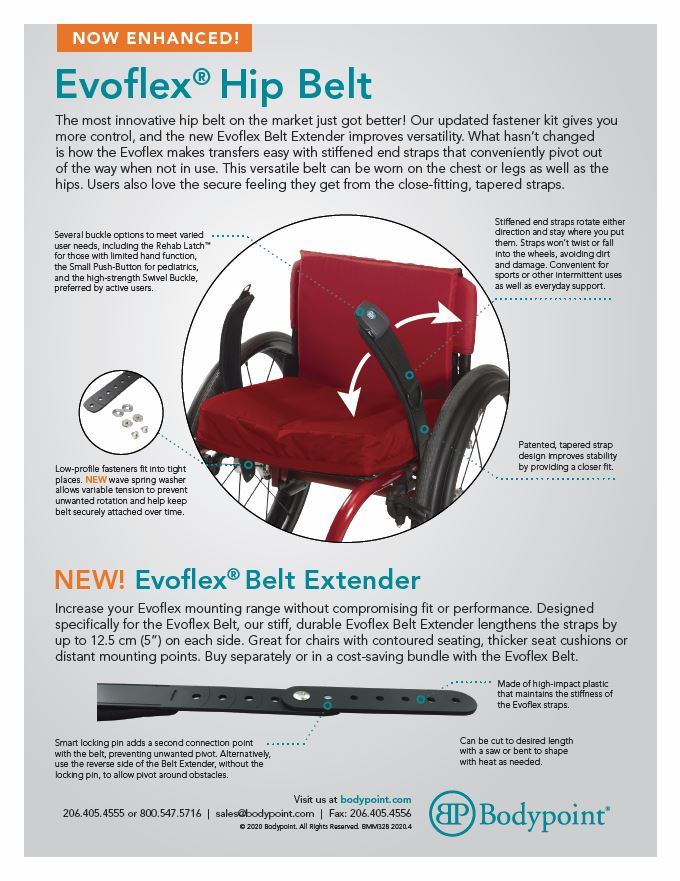 NOW ENHANCED!
Evoflex® Hip Belt
The most innovative hip belt on the market just got better! Our updated fastener kit gives you
more control, and the new Evoflex Belt Extender improves versatility. What hasn't changed
is how the Evoflex makes transfers easy with stiffened end straps that conveniently pivot out
of the way when not in use. This versatile belt can be worn on the chest or legs as well as the
hips. Users also love the secure feeling they get from the close-fitting, tapered straps.
Several buckle options to meet varied
user needs, including the Rehab Latch™
for those with limited hand function,
the Small Push-Button for pediatrics,
and the high-strength Swivel Buckle,
preferred by active users.
Stiffened end straps rotate either
direction and stay where you put
them. Straps won't twist or fall
into the wheels, avoiding dirt
and damage. Convenient for
sports or other intermittent uses
as well as everyday support.
Patented, tapered strap
design improves stability
by providing a closer fit.
Low-profile fasteners fit into tight
places. NEW wave spring washer
allows variable tension to prevent
unwanted rotation and help keep
belt securely attached over time.
NEW! Evoflex® Belt Extender
Increase your Evoflex mounting range without compromising fit or performance. Designed
specifically for the Evoflex Belt, our stiff, durable Evoflex Belt Extender lengthens the straps by
up to 12.5 cm (5") on each side. Great for chairs with contoured seating, thicker seat cushions or
distant mounting points. Buy separately or in a cost-saving bundle with the Evoflex Belt.
Made of high-impact plastic
that maintains the stiffness of
the Evoflex straps.
Smart locking pin adds a second connection point
with the belt, preventing unwanted pivot. Alternatively,
use the reverse side of the Belt Extender, without the
locking pin, to allow pivot around obstacles.
Can be cut to desired length
with a saw or bent to shape
with heat as needed.
Visit us at bodypoint.com
206.405.4555 or 800.547.5716 | sales@bodypoint.com | Fax: 206.405.4556
© 2020 Bodypoint. All Rights Reserved. BMM328 2020.4
BP Bodypoint®